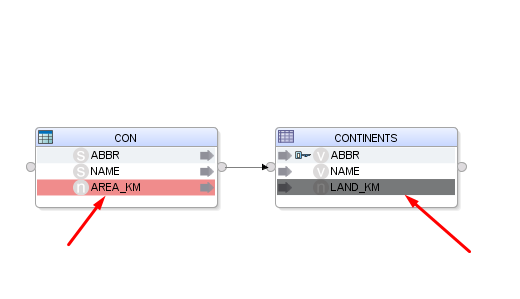 CON
S ABBR
S NAME
n AREA_KM
CONTINENTS
V ABBR
V NAME
n LAND_KM